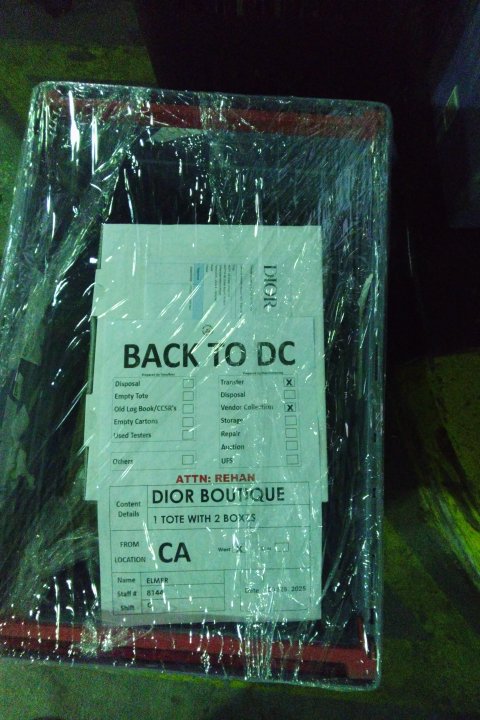 DIOR
BACK TO DC
Disposal
Empty Tote
Old Log Book/CCSR's
Empty Cartons
Used Testers
Others
Transfer X
Disposal
Vendor Collection X
Storage
Repair
Auction
UFS
ATTN: REHAN
Content Details DIOR BOUTIQUE
1 TOTE WITH 2 BOXES
FROM LOCATION CA West X
Name ELMER
Staff # 8144
Shift
Date 2025